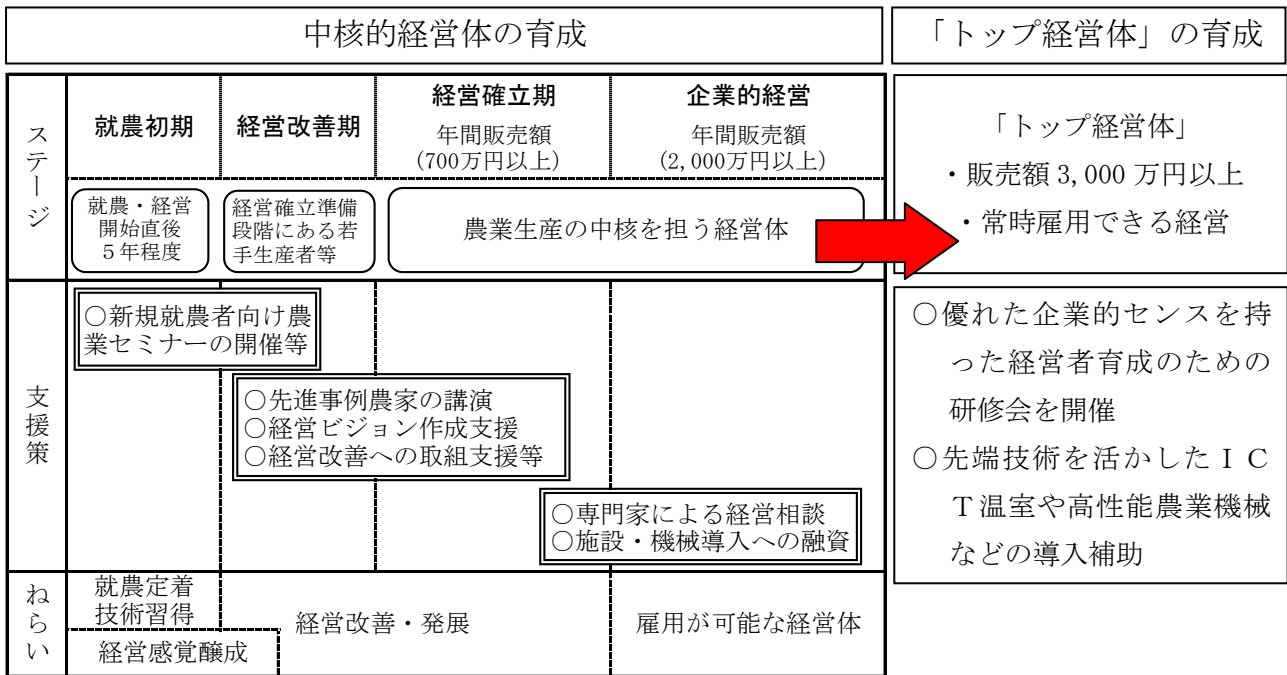 中核的経営体の育成
「トップ経営体」の育成
ステージ
就農初期
経営改善期
経営確立期
年間販売額
(700万円以上)
企業的経営
年間販売額
(2,000万円以上)
就農・経営
開始直後
５年程度
経営確立準備
段階にある若
手生産者等
農業生産の中核を担う経営体
「トップ経営体」
・販売額 3,000 万円以上
・常時雇用できる経営
支援策
○新規就農者向け農
業セミナーの開催等
○先進事例農家の講演
○経営ビジョン作成支援
○経営改善への取組支援等
○専門家による経営相談
○施設・機械導入への融資
○優れた企業的センスを持
った経営者育成のための
研修会を開催
○先端技術を活かしたＩＣ
Ｔ温室や高性能農業機械
などの導入補助
ねらい
就農定着
技術習得
経営感覚醸成
経営改善・発展
雇用が可能な経営体